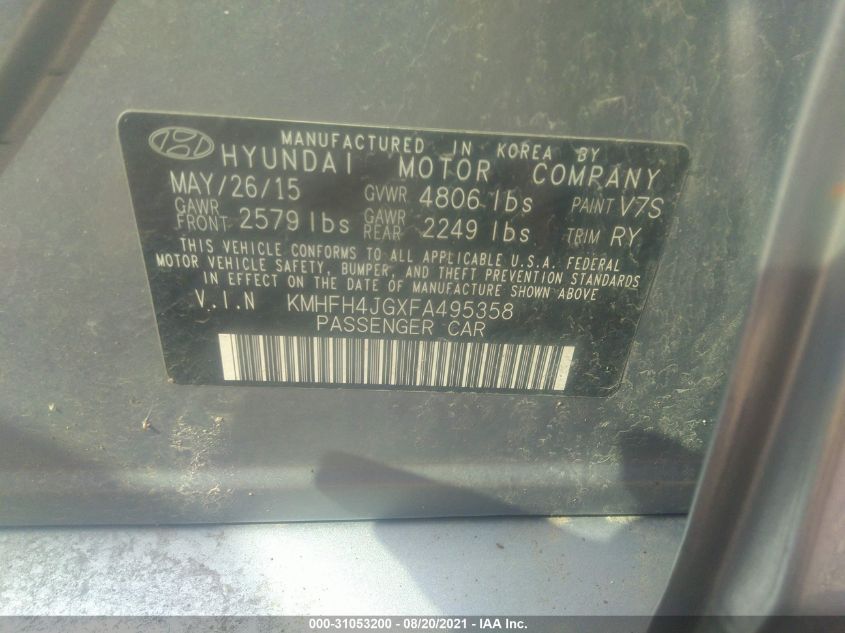 MANUFACTURED IN KOREA BY
HYUNDAI MOTOR COMPANY
MAY/26/15 GVWR 4806 lbs PAINT V7S
GAWR FRONT 2579 lbs GAWR REAR 2249 lbs TRIM RY
THIS VEHICLE CONFORMS TO ALL APPLICABLE U.S.A. FEDERAL
MOTOR VEHICLE SAFETY, BUMPER, AND THEFT PREVENTION STANDARDS
IN EFFECT ON THE DATE OF MANUFACTURE SHOWN ABOVE
V.I.N KMHFH4JGXFA495358
PASSENGER CAR
000-31053200 - 08/20/2021 - IAA Inc.